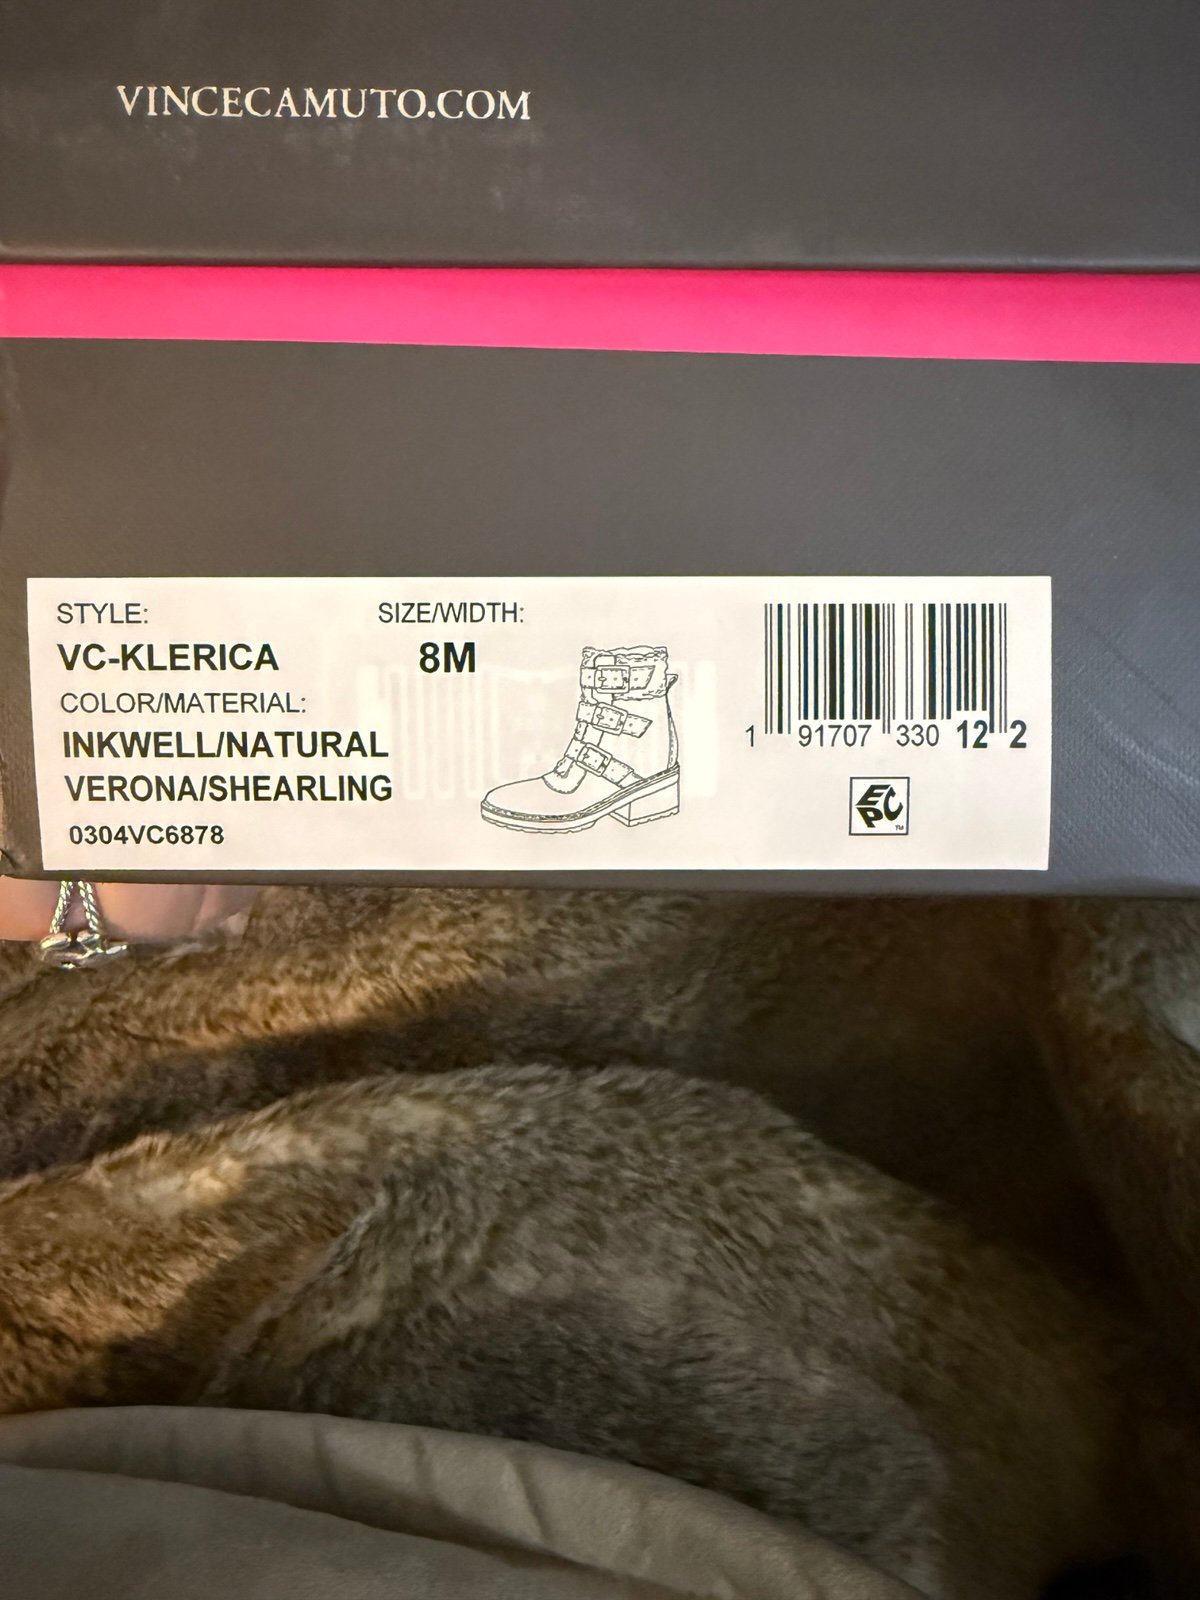 VINCECAMUTO.COM
STYLE: SIZE/WIDTH:
VC-KLERICA 8M
COLOR/MATERIAL:
INKWELL/NATURAL
VERONA/SHEARLING
0304VC6878
1 91707 330 12 2
EPC TM